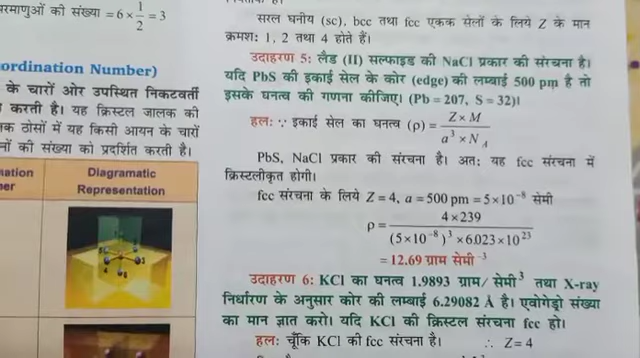 रमाणुओं की संख्या = 6 × 1/2 = 3
ordination Number)
के चारों ओर उपस्थित निकटवर्ती
करती है। यह क्रिस्टल जालक की
क ठोसों में यह किसी आयन के चारों
नों की संख्या को प्रदर्शित करती है।
Diagramatic
Representation
सरल घनीय (sc), bcc तथा fcc एकक सेलों के लिये Z के मान
क्रमश: 1, 2 तथा 4 होते हैं।
उदाहरण 5: लैड (II) सल्फाइड की NaCl प्रकार की संरचना है।
यदि PbS की इकाई सेल के कोर (edge) की लम्बाई 500 pm है तो
इसके घनत्व की गणना कीजिए। (Pb = 207, S = 32)।
हल: ∵ इकाई सेल का घनत्व (ρ) = Z × M / a³ × N_A
PbS, NaCl प्रकार की संरचना है। अत: यह fcc संरचना में
क्रिस्टलीकृत होगी।
fcc संरचना के लिये Z = 4, a = 500 pm = 5×10⁻⁸ सेमी
ρ = 4 × 239 / (5×10⁻⁸)³ × 6.023×10²³
= 12.69 ग्राम सेमी⁻³
उदाहरण 6: KCl का घनत्व 1.9893 ग्राम/सेमी³ तथा X-ray
निर्धारण के अनुसार कोर की लम्बाई 6.29082 Å है। एवोगेड्रो संख्या
का मान ज्ञात करो। यदि KCl की क्रिस्टल संरचना fcc हो।
हल: चूँकि KCl की fcc संरचना है। ∴ Z = 4